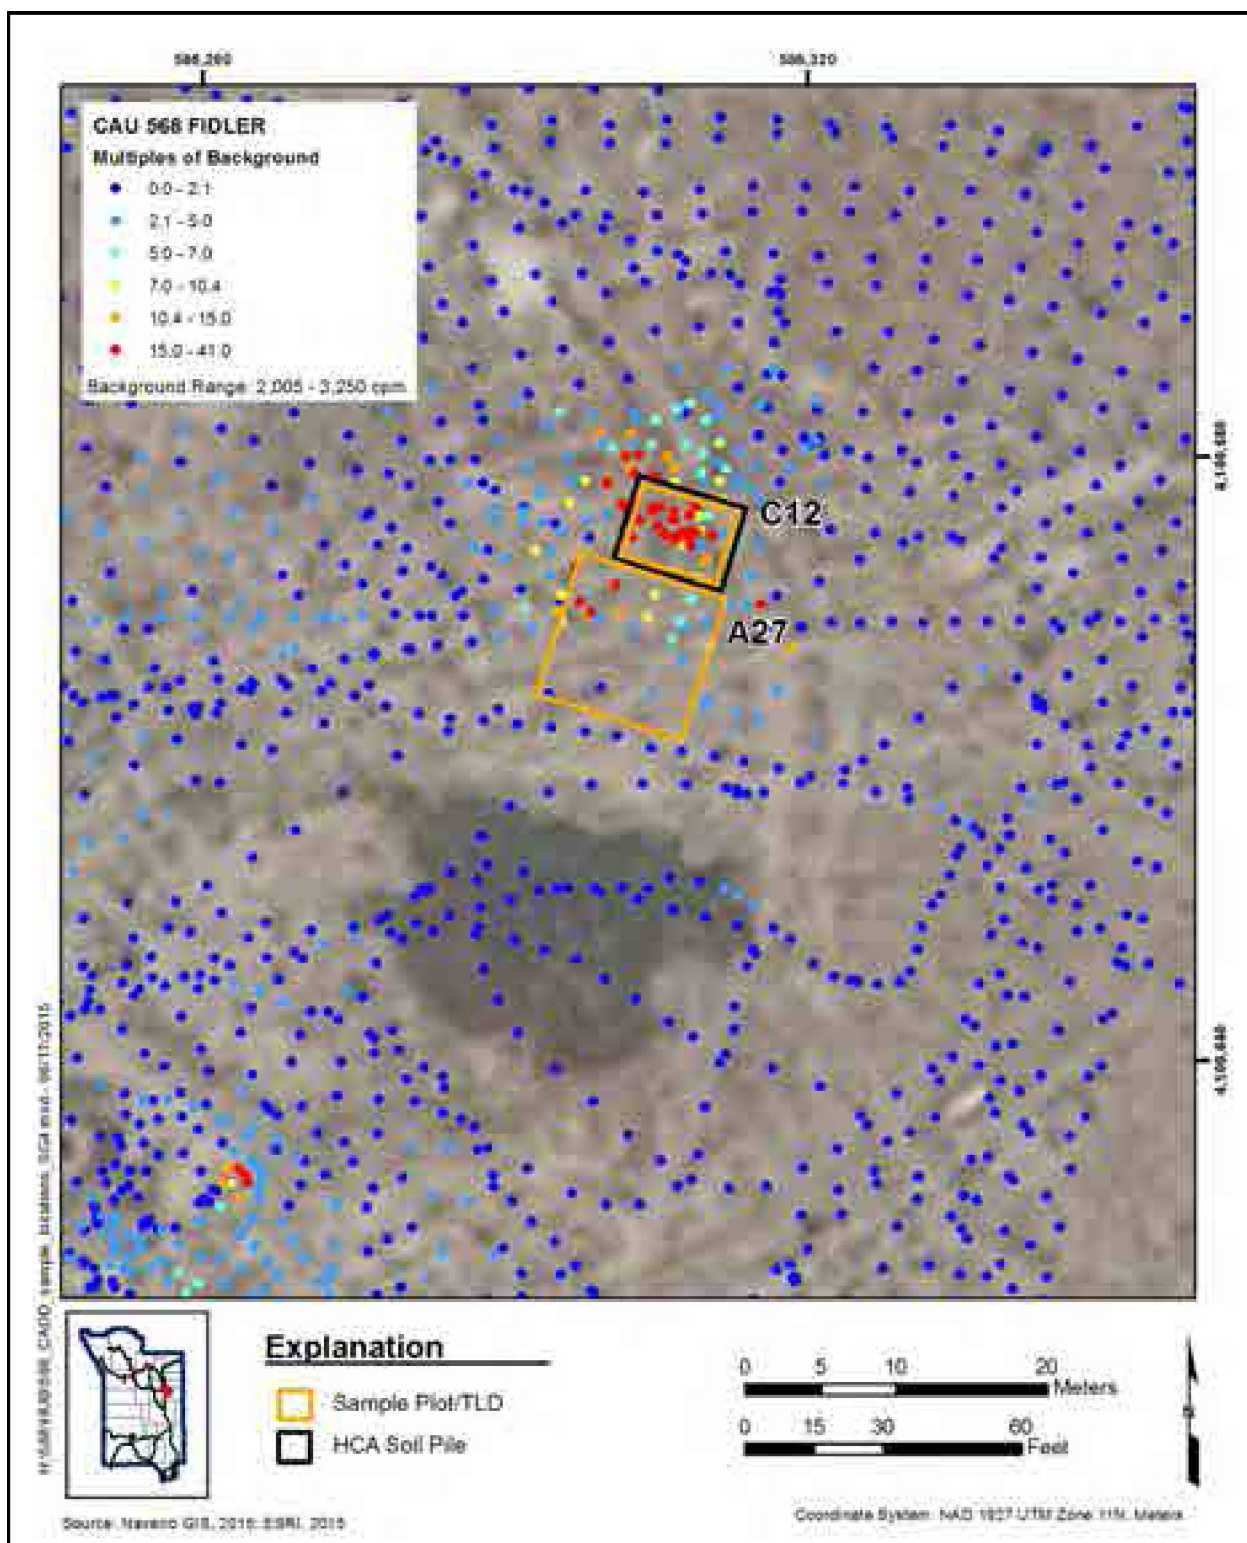 586,320
CAU 568 FIDLER
Multiples of Background
0.0 - 2.1
2.1 - 5.0
5.0 - 7.0
7.0 - 10.4
10.4 - 15.0
15.0 - 41.0
Background Range: 2,005 - 3,250 cpm
C12
A27
Explanation
Sample Plot/TLD
HCA Soil Pile
0 5 10 20
Meters
0 15 30 60
Feet
N
Source: Navarro GIS, 2015; ESRI, 2015
Coordinate System: NAD 1927 UTM Zone 11N, Meters